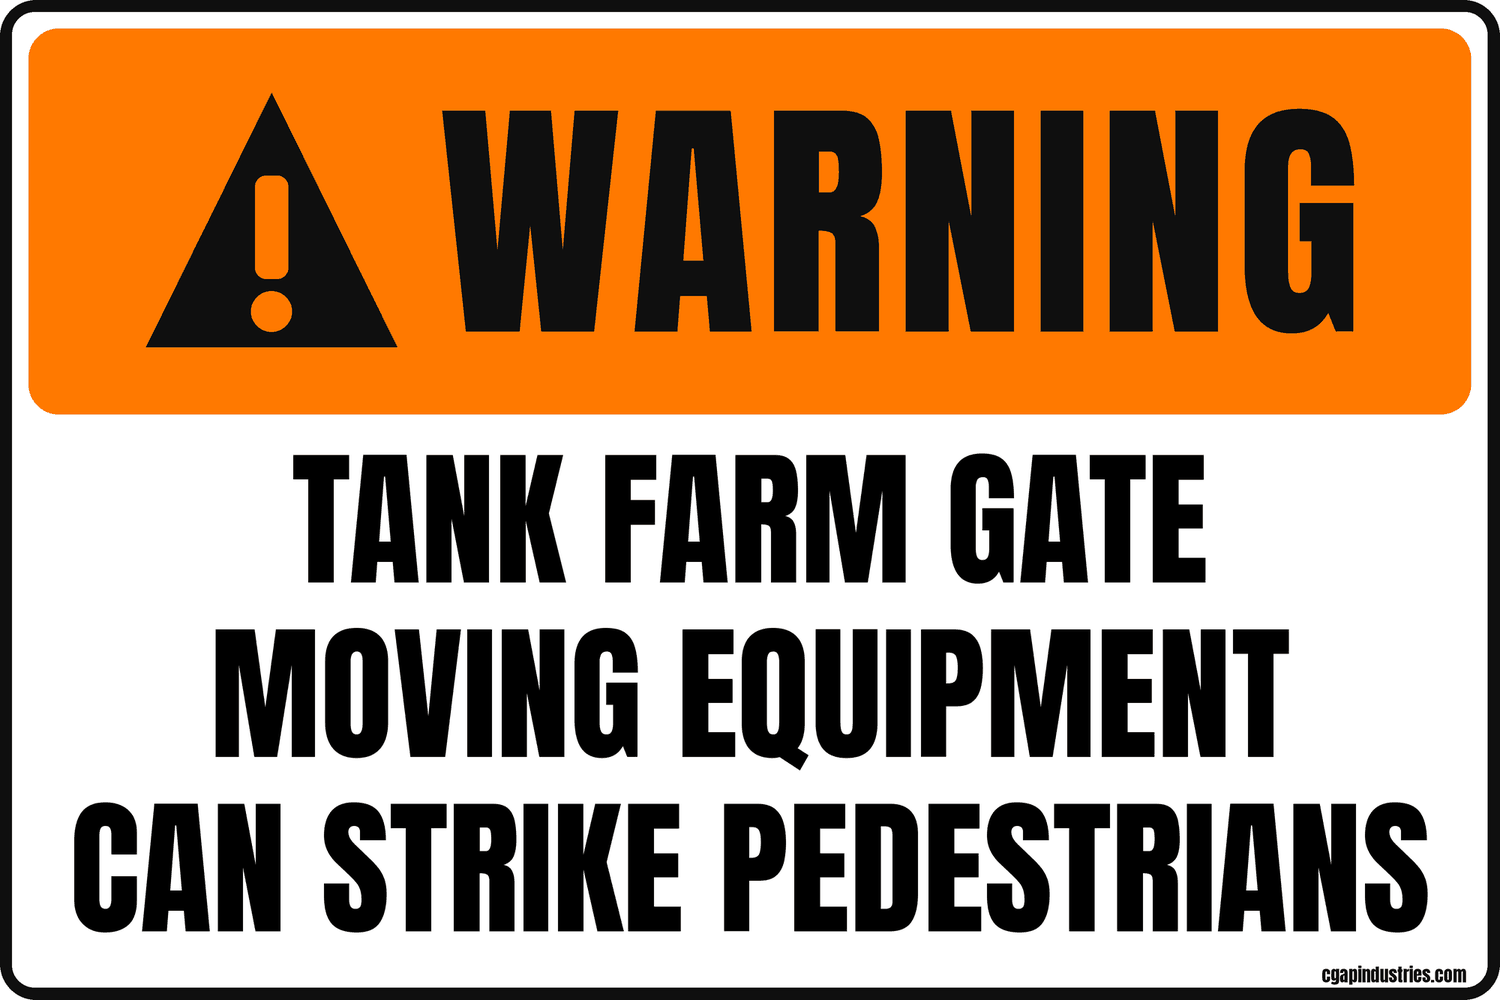 WARNING
TANK FARM GATE
MOVING EQUIPMENT
CAN STRIKE PEDESTRIANS
cgapindustries.com